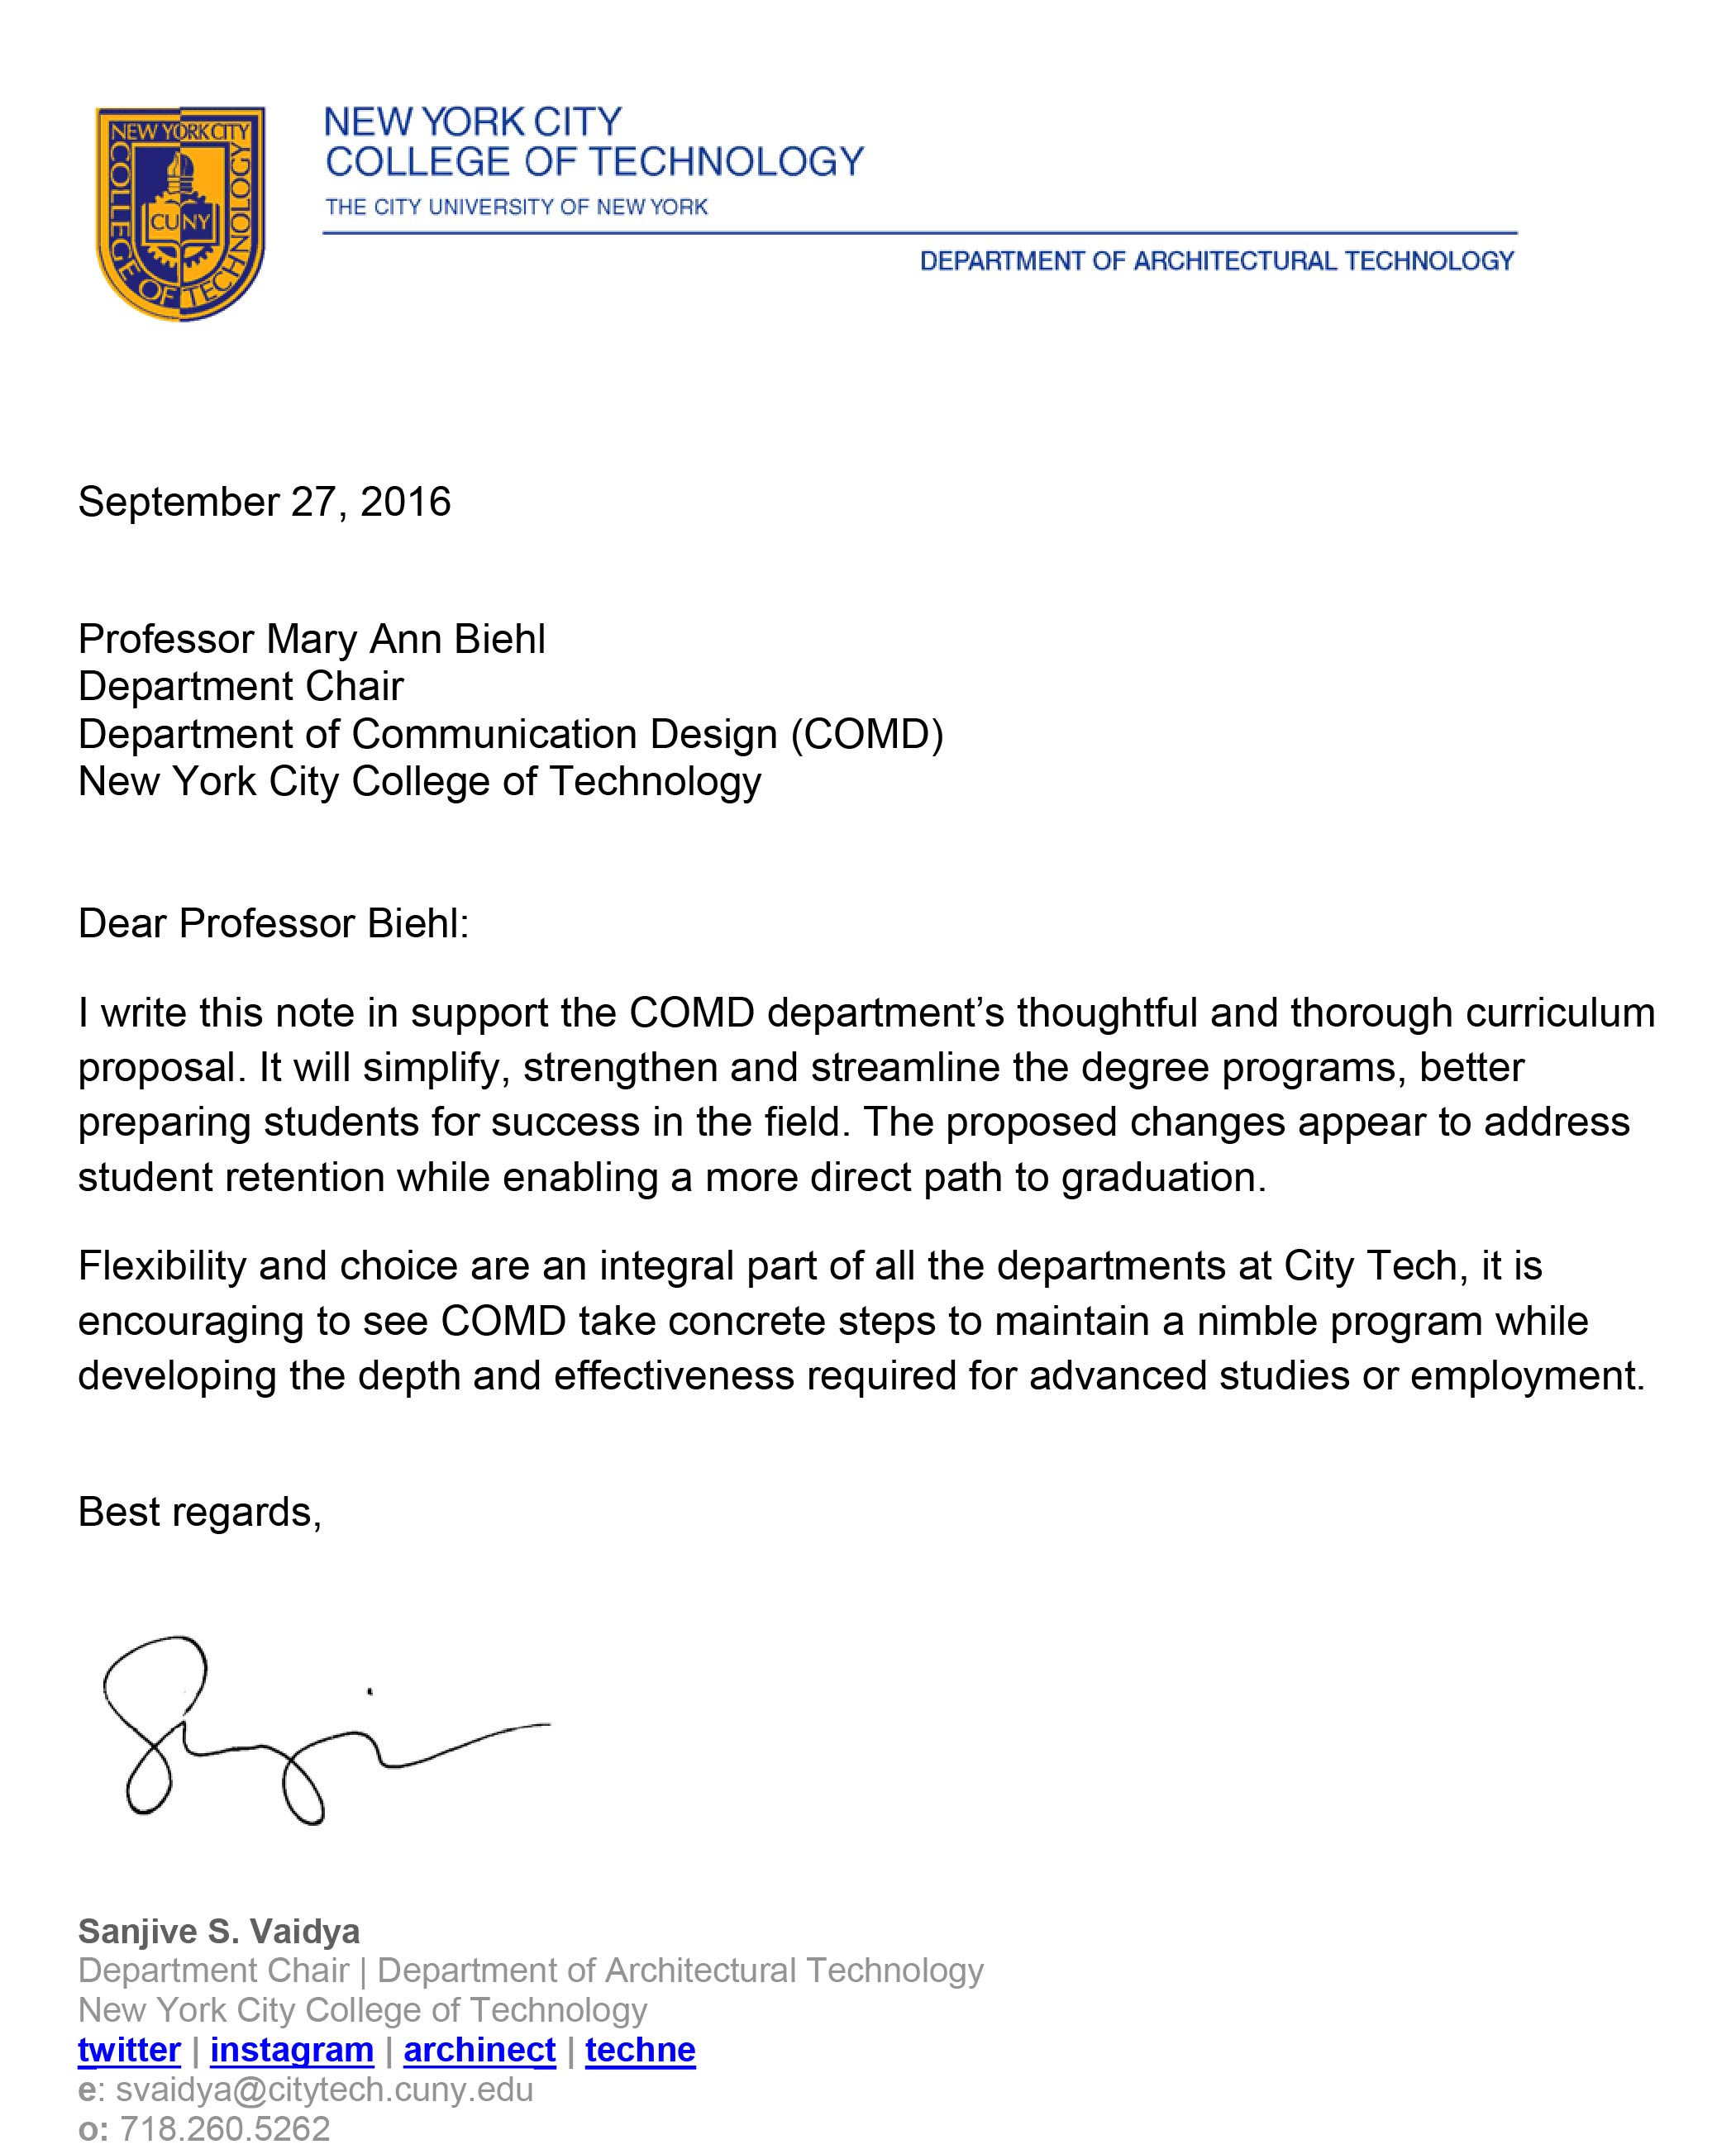 NEW YORK CITY
COLLEGE OF TECHNOLOGY
CUNY
NEW YORK CITY
COLLEGE OF TECHNOLOGY
THE CITY UNIVERSITY OF NEW YORK
DEPARTMENT OF ARCHITECTURAL TECHNOLOGY
September 27, 2016
Professor Mary Ann Biehl
Department Chair
Department of Communication Design (COMD)
New York City College of Technology
Dear Professor Biehl:
I write this note in support the COMD department’s thoughtful and thorough curriculum
proposal. It will simplify, strengthen and streamline the degree programs, better
preparing students for success in the field. The proposed changes appear to address
student retention while enabling a more direct path to graduation.
Flexibility and choice are an integral part of all the departments at City Tech, it is
encouraging to see COMD take concrete steps to maintain a nimble program while
developing the depth and effectiveness required for advanced studies or employment.
Best regards,
Sanjive S. Vaidya
Department Chair | Department of Architectural Technology
New York City College of Technology
twitter | instagram | archinect | techne
e: svaidya@citytech.cuny.edu
o: 718.260.5262